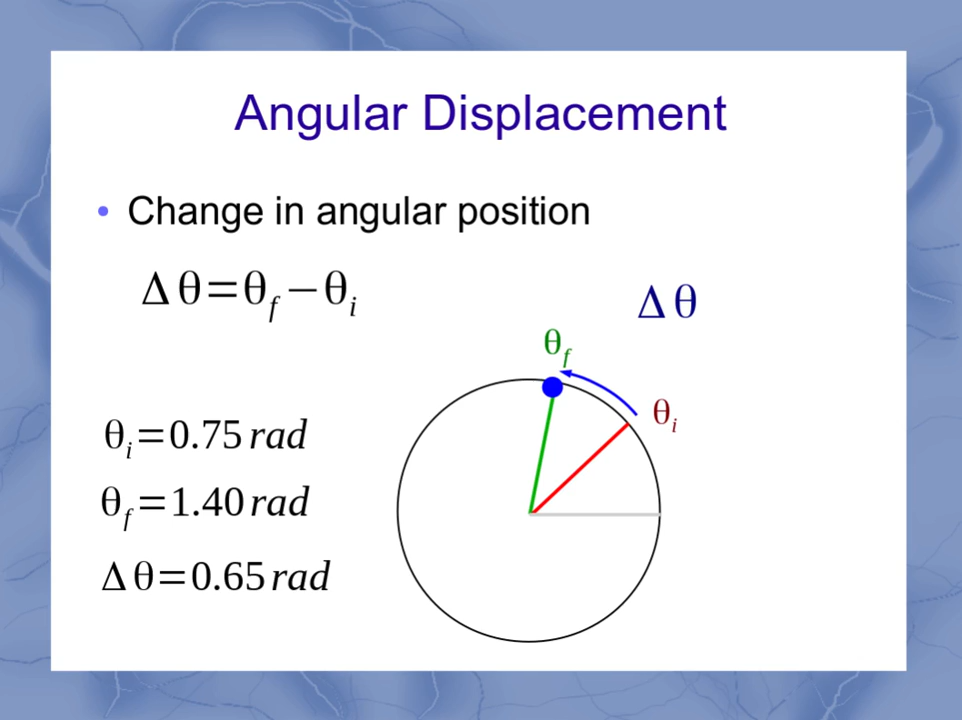 Angular Displacement
• Change in angular position
Δθ=θf−θi
Δθ
θf
θi
θi=0.75 rad
θf=1.40 rad
Δθ=0.65 rad